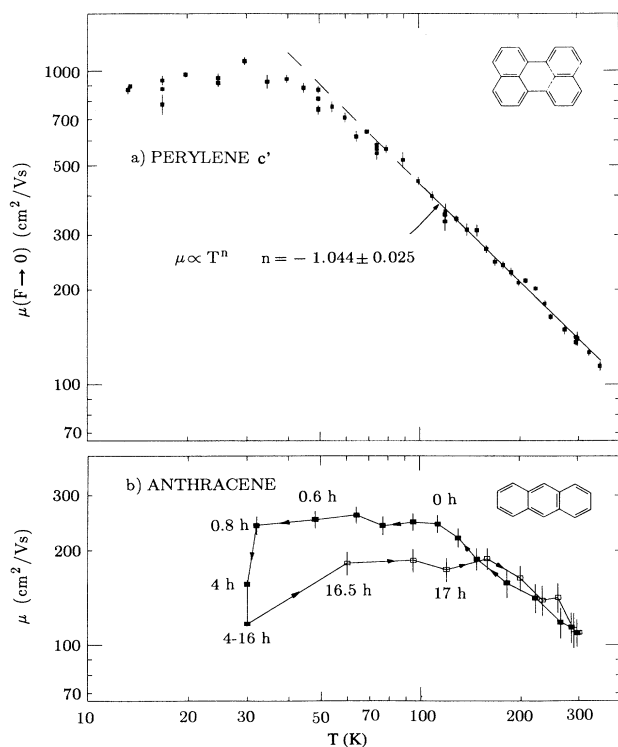 1000
700
500
300
200
100
70
μ(F → 0) (cm²/Vs)
a) PERYLENE c'
μ ∝ Tⁿ   n = − 1.044 ± 0.025
b) ANTHRACENE
300
200
100
70
μ (cm²/Vs)
0.6 h
0 h
0.8 h
4 h
16.5 h
17 h
4-16 h
10 20 30 50 70 100 200 300
T (K)